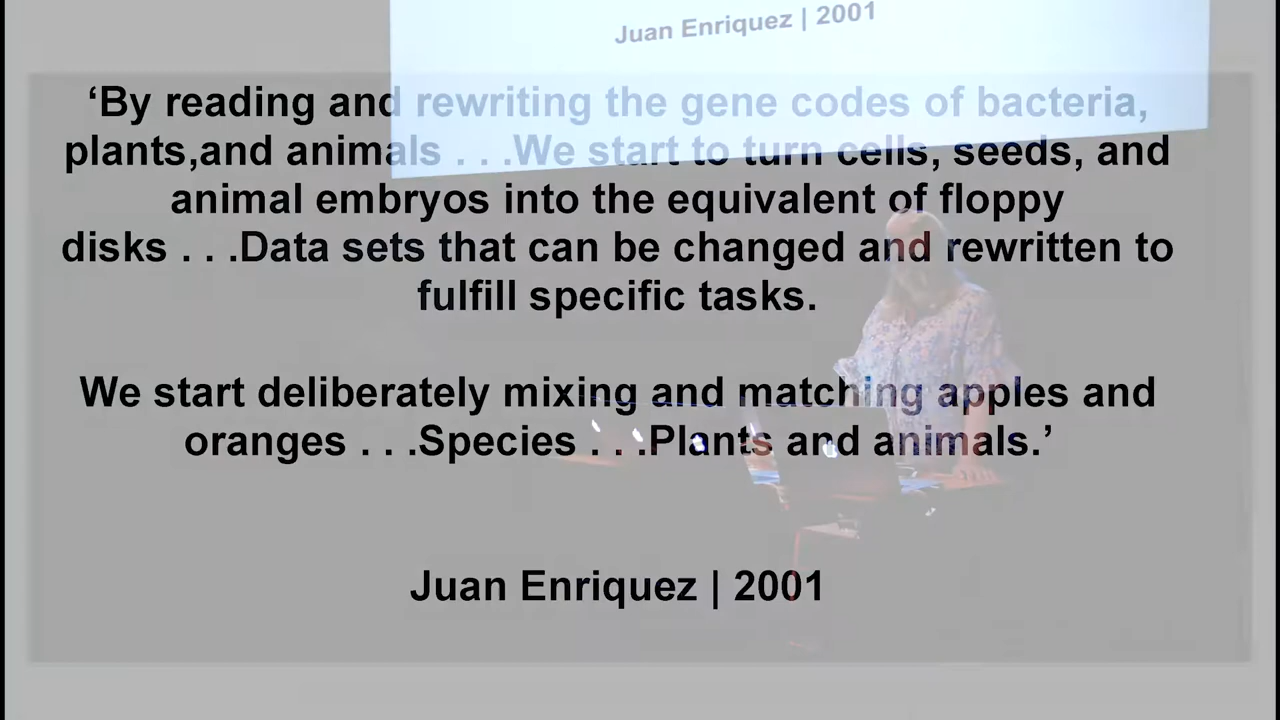 Juan Enriquez | 2001
‘By reading and rewriting the gene codes of bacteria,
plants,and animals . . .We start to turn cells, seeds, and
animal embryos into the equivalent of floppy
disks . . .Data sets that can be changed and rewritten to
fulfill specific tasks.
We start deliberately mixing and matching apples and
oranges . . .Species . . .Plants and animals.’
Juan Enriquez | 2001